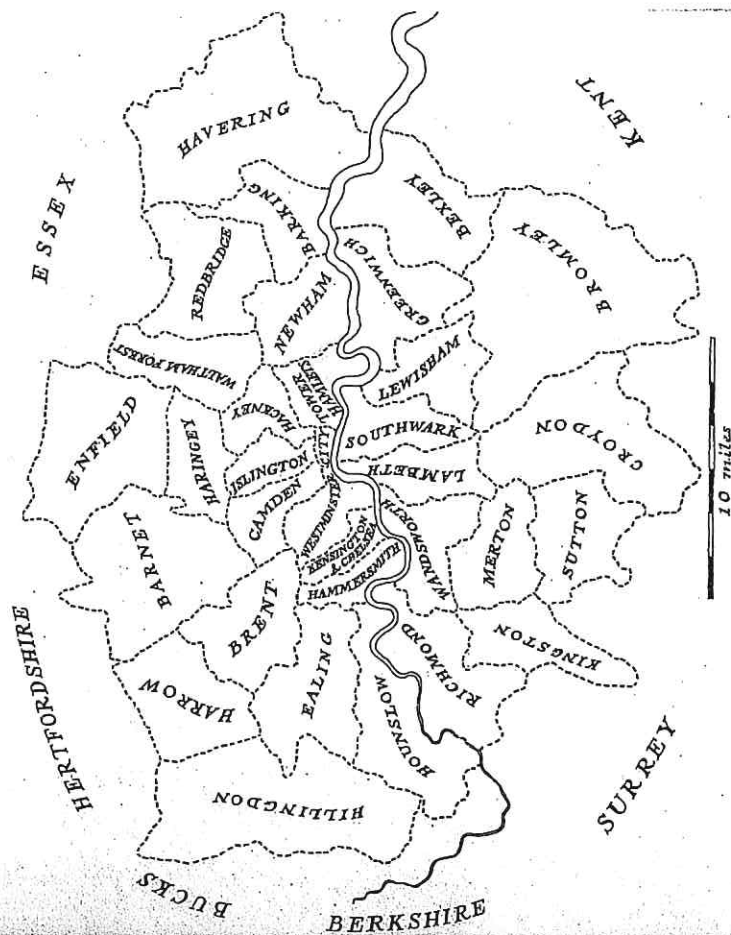 KENT
ESSEX
HAVERING
BEXLEY
BROMLEY
BARKING
REDBRIDGE
GREENWICH
NEWHAM
WALTHAM FOREST
TOWER
HAMLETS
LEWISHAM
HACKNEY
ENFIELD
CITY
SOUTHWARK
CROYDON
HARINGEY
ISLINGTON
LAMBETH
10 miles
CAMDEN
WESTMINSTER
WANDSWORTH
KENSINGTON
& CHELSEA
MERTON
SUTTON
BARNET
HAMMERSMITH
BRENT
KINGSTON
RICHMOND
EALING
HARROW
HOUNSLOW
HERTFORDSHIRE
HILLINGDON
SURREY
BUCKS
BERKSHIRE